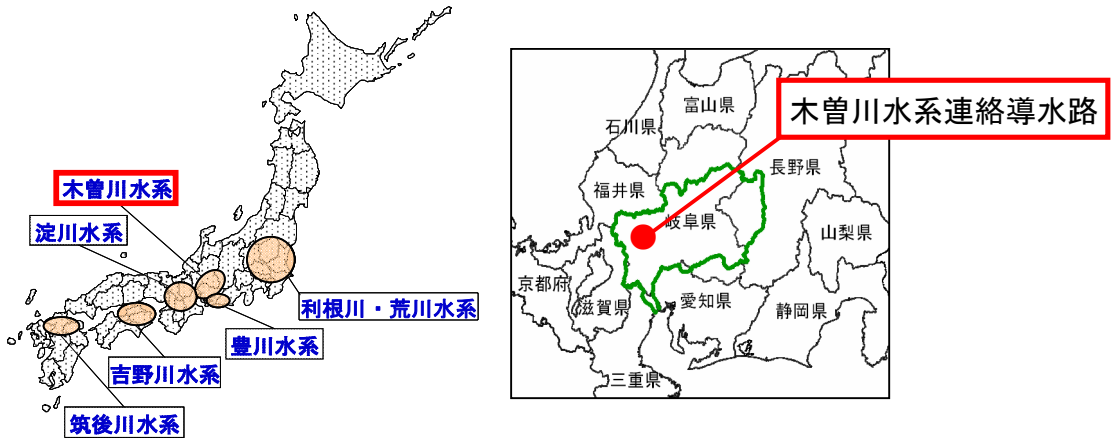 木曽川水系
淀川水系
利根川・荒川水系
豊川水系
吉野川水系
筑後川水系
木曽川水系連絡導水路
富山県
石川県
長野県
福井県
岐阜県
山梨県
京都府
滋賀県
愛知県
静岡県
三重県